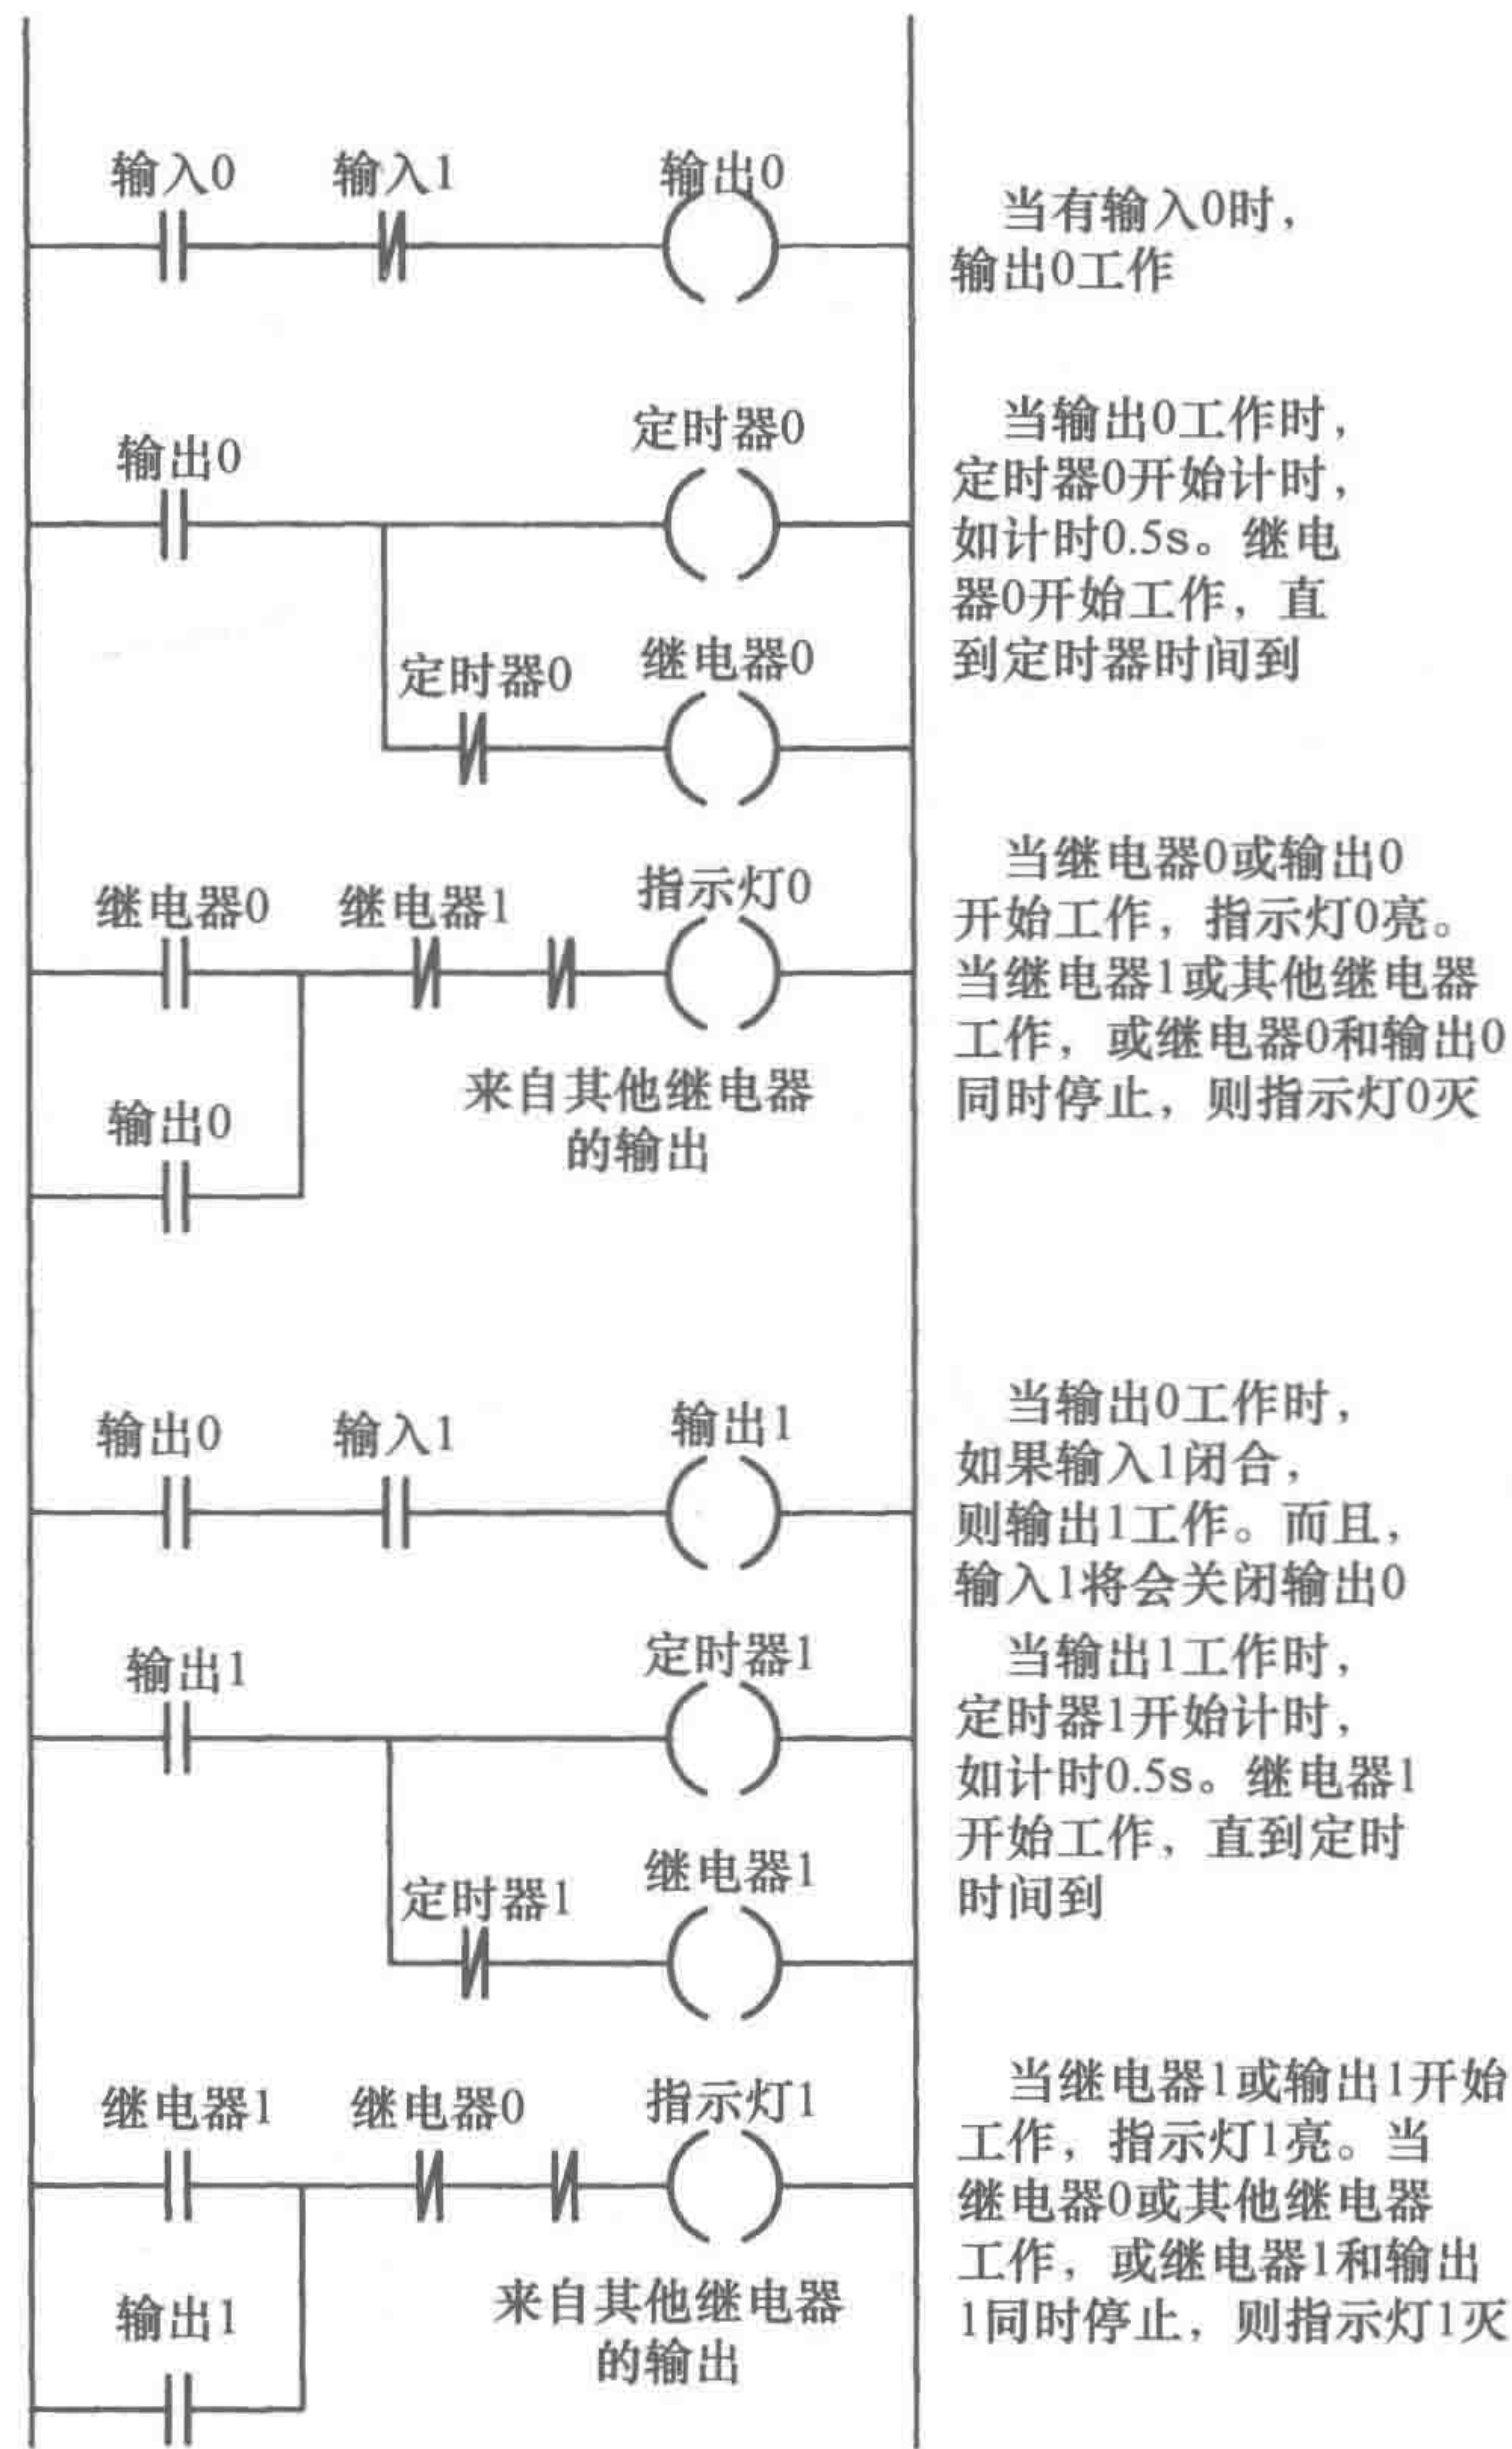 输入0 输入1 输出0
当有输入0时，
输出0工作
输出0
定时器0
当输出0工作时，
定时器0开始计时，
如计时0.5s。继电
器0开始工作，直
到定时器时间到
定时器0 继电器0
继电器0 继电器1 指示灯0
当继电器0或输出0
开始工作，指示灯0亮。
当继电器1或其他继电器
工作，或继电器0和输出0
同时停止，则指示灯0灭
来自其他继电器
的输出
输出0
输出0 输入1 输出1
当输出0工作时，
如果输入1闭合，
则输出1工作。而且，
输入1将会关闭输出0
输出1
定时器1
当输出1工作时，
定时器1开始计时，
如计时0.5s。继电器1
开始工作，直到定时
时间到
定时器1 继电器1
继电器1 继电器0 指示灯1
当继电器1或输出1开始
工作，指示灯1亮。当
继电器0或其他继电器
工作，或继电器1和输出
1同时停止，则指示灯1灭
来自其他继电器
的输出
输出1